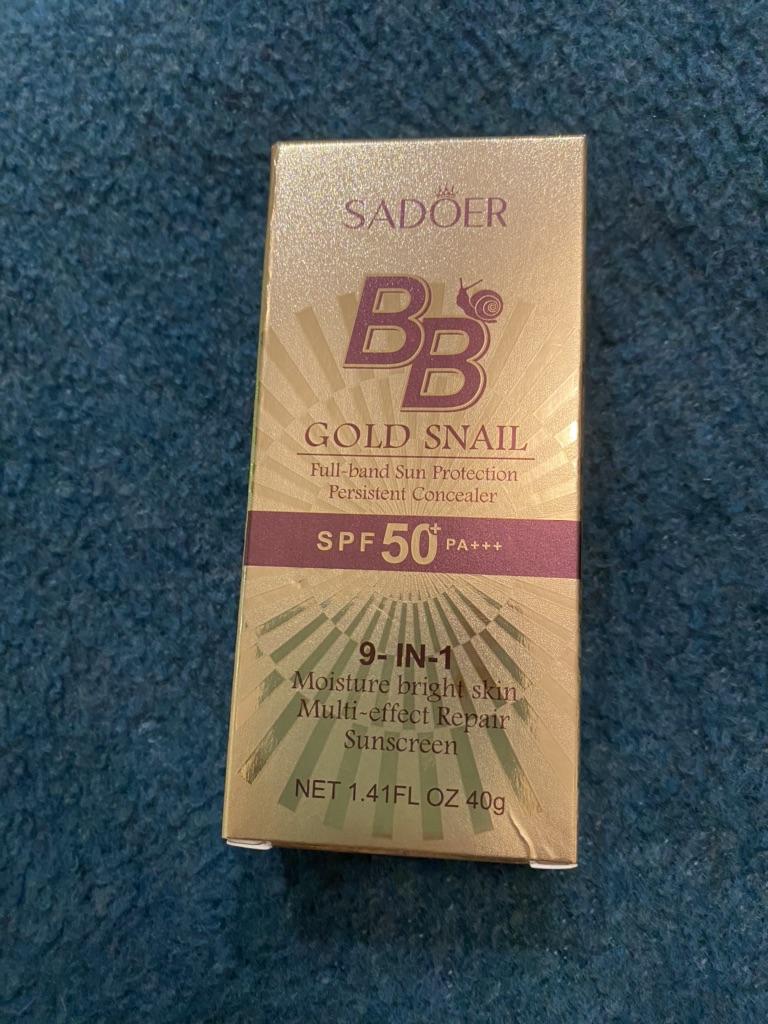 SADOER
BB
GOLD SNAIL
Full-band Sun Protection
Persistent Concealer
SPF 50+ PA+++
9- IN-1
Moisture bright skin
Multi-effect Repair
Sunscreen
NET 1.41FL OZ 40g